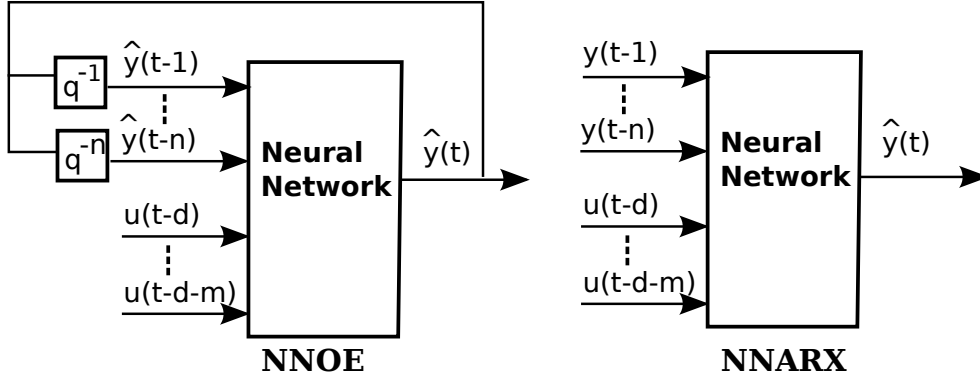 q⁻¹
ŷ(t-1)
q⁻ⁿ
ŷ(t-n)
u(t-d)
u(t-d-m)
Neural
Network
ŷ(t)
NNOE
y(t-1)
y(t-n)
u(t-d)
u(t-d-m)
Neural
Network
ŷ(t)
NNARX